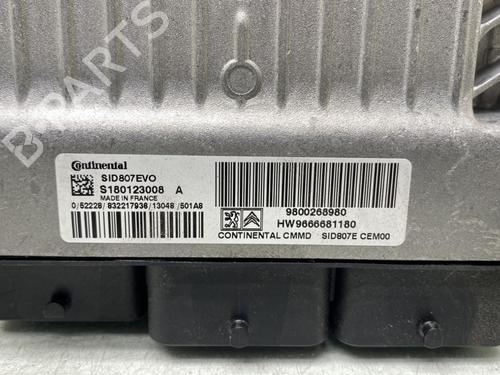 B-PARTS
Continental
SID807EVO
S180123008 A
MADE IN FRANCE
0/52228/832217936/13048/501A8
9800268980
HW9666681180
CONTINENTAL CMMD SID807E CEM00